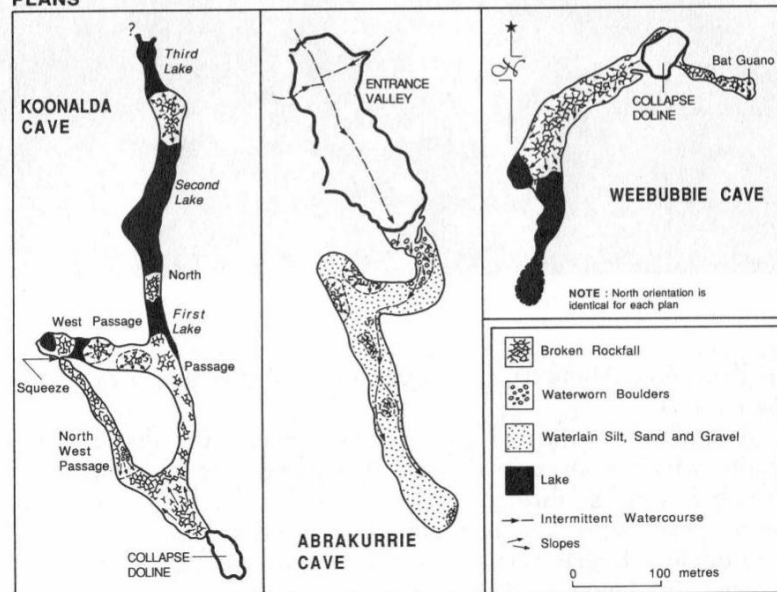 PLANS
KOONALDA
CAVE
?
Third
Lake
Second
Lake
North
First
Lake
West Passage
Passage
Squeeze
North
West
Passage
COLLAPSE
DOLINE
ENTRANCE
VALLEY
ABRAKURRIE
CAVE
N
Bat Guano
COLLAPSE
DOLINE
WEEBUBBIE CAVE
NOTE : North orientation is
identical for each plan
Broken Rockfall
Waterworn Boulders
Waterlain Silt, Sand and Gravel
Lake
Intermittent Watercourse
Slopes
0 100 metres